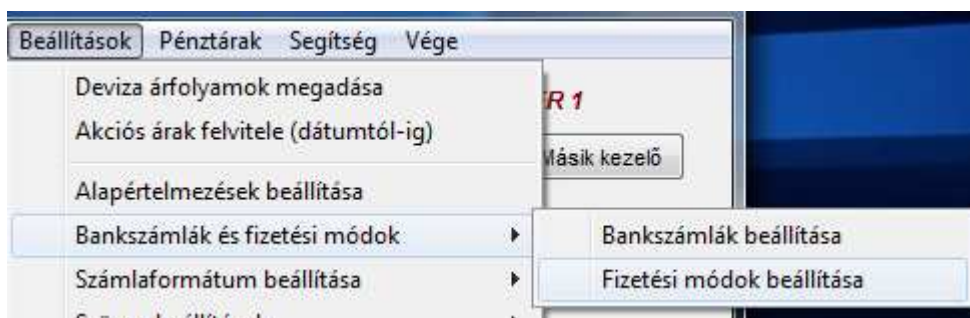 Beállítások Pénztárak Segítség Vége
Deviza árfolyamok megadása
R 1
Akciós árak felvitele (dátumtól-ig)
Másik kezelő
Alapértelmezések beállítása
Bankszámlák és fizetési módok
Bankszámlák beállítása
Számlaformátum beállítása
Fizetési módok beállítása